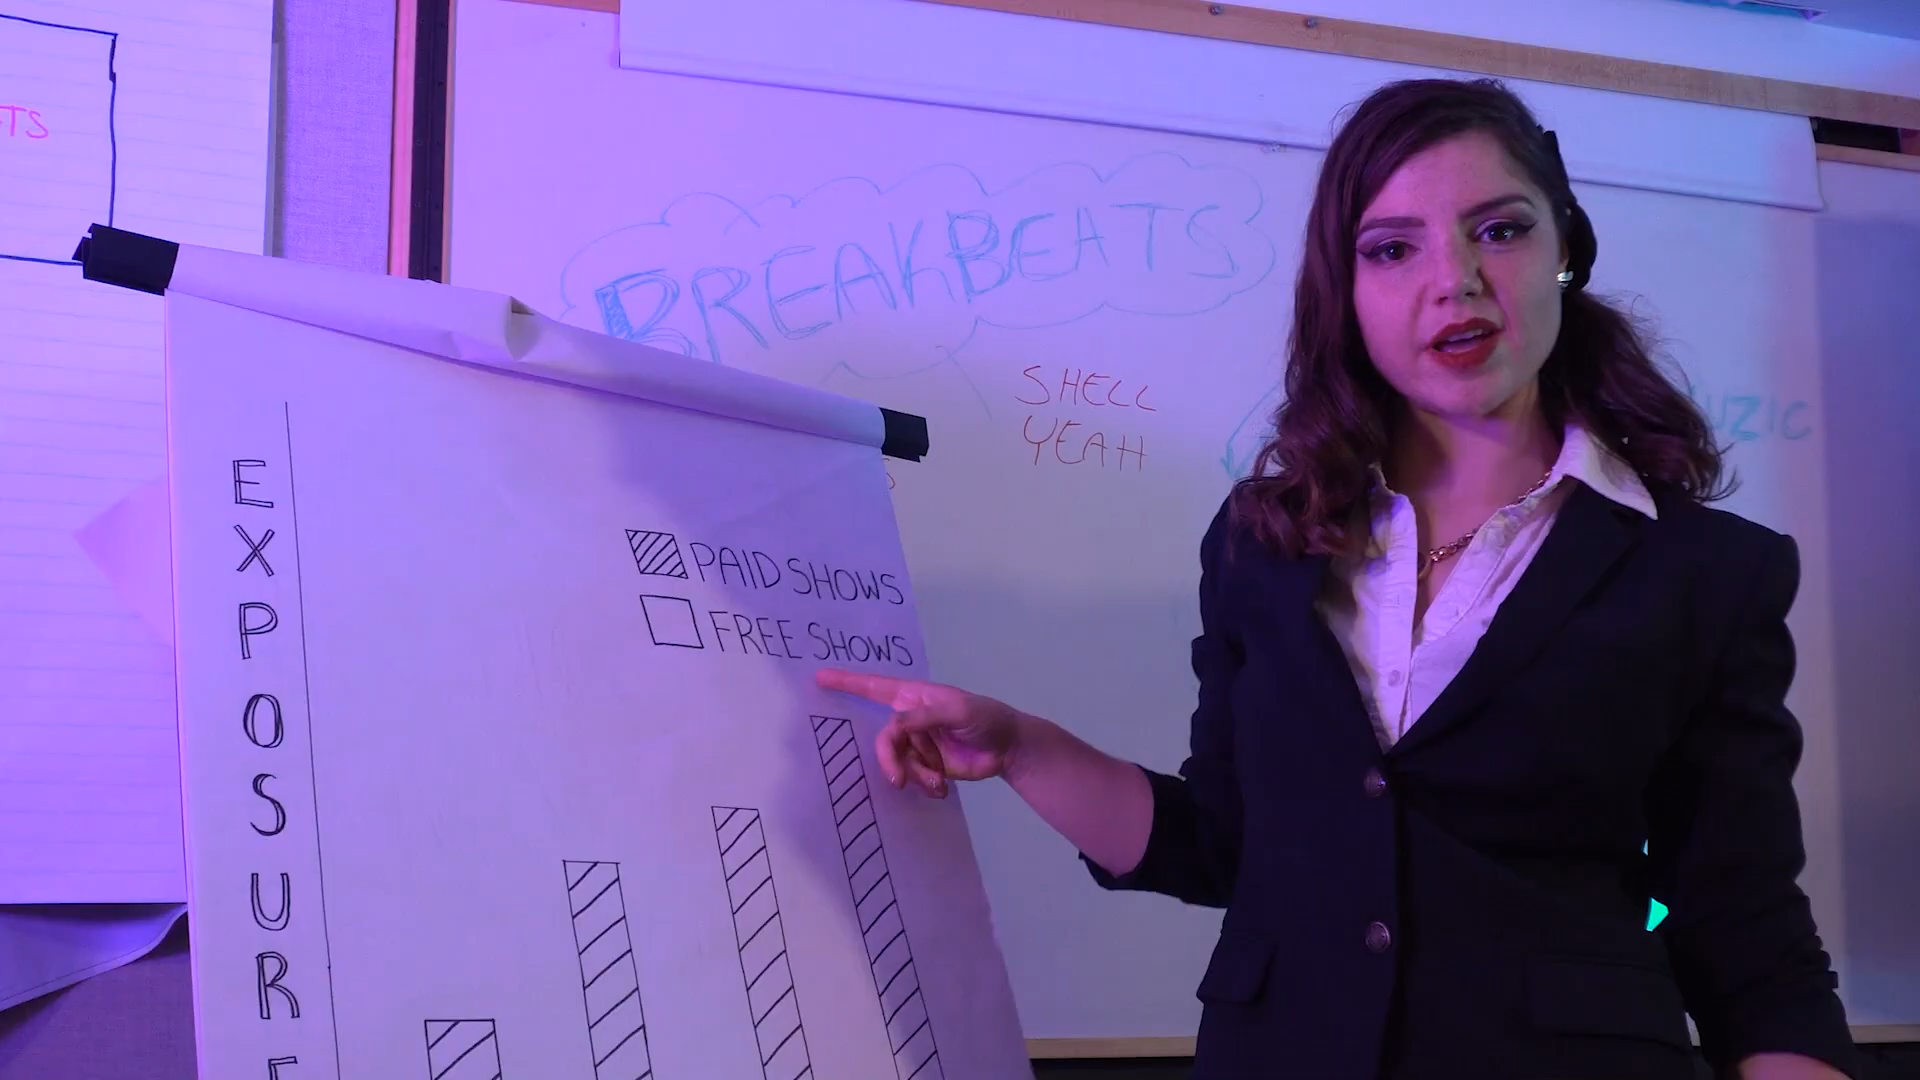 TS
BREAKBEATS
SHELL
YEAH
UZIC
S
EXPOSURE
PAID SHOWS
FREE SHOWS